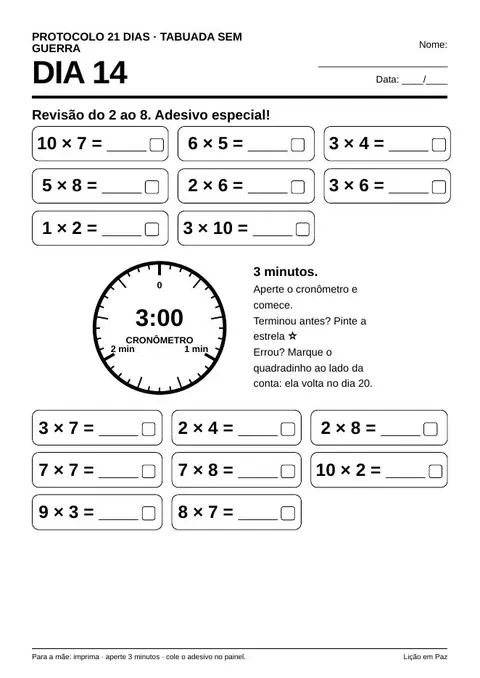 PROTOCOLO 21 DIAS · TABUADA SEM
GUERRA
DIA 14
Nome:
____________________
Data: ____/____
Revisão do 2 ao 8. Adesivo especial!
10 × 7 = ____
6 × 5 = ____
3 × 4 = ____
5 × 8 = ____
2 × 6 = ____
3 × 6 = ____
1 × 2 = ____
3 × 10 = ____
0
3:00
CRONÔMETRO
2 min 1 min
3 minutos.
Aperte o cronômetro e
comece.
Terminou antes? Pinte a
estrela ☆
Errou? Marque o
quadradinho ao lado da
conta: ela volta no dia 20.
3 × 7 = ____
2 × 4 = ____
2 × 8 = ____
7 × 7 = ____
7 × 8 = ____
10 × 2 = ____
9 × 3 = ____
8 × 7 = ____
Para a mãe: imprima · aperte 3 minutos · cole o adesivo no painel.
Lição em Paz